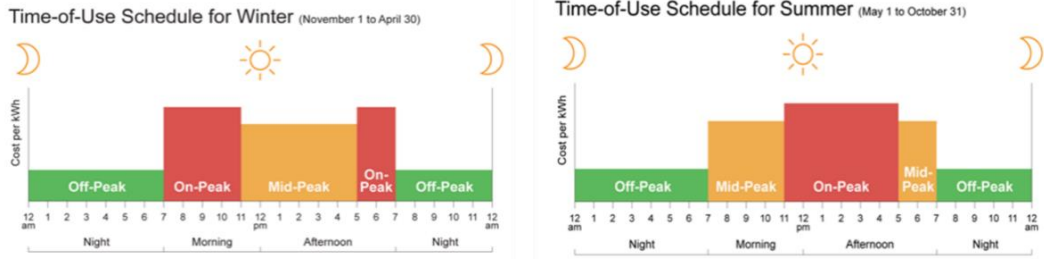 Time-of-Use Schedule for Winter (November 1 to April 30)
Cost per kWh
Off-Peak
On-Peak
Mid-Peak
On-
Peak
Off-Peak
12 1 2 3 4 5 6 7 8 9 10 11 12 1 2 3 4 5 6 7 8 9 10 11 12
am pm am
Night Morning Afternoon Night
Time-of-Use Schedule for Summer (May 1 to October 31)
Cost per kWh
Off-Peak
Mid-Peak
On-Peak
Mid-
Peak
Off-Peak
12 1 2 3 4 5 6 7 8 9 10 11 12 1 2 3 4 5 6 7 8 9 10 11 12
am pm am
Night Morning Afternoon Night